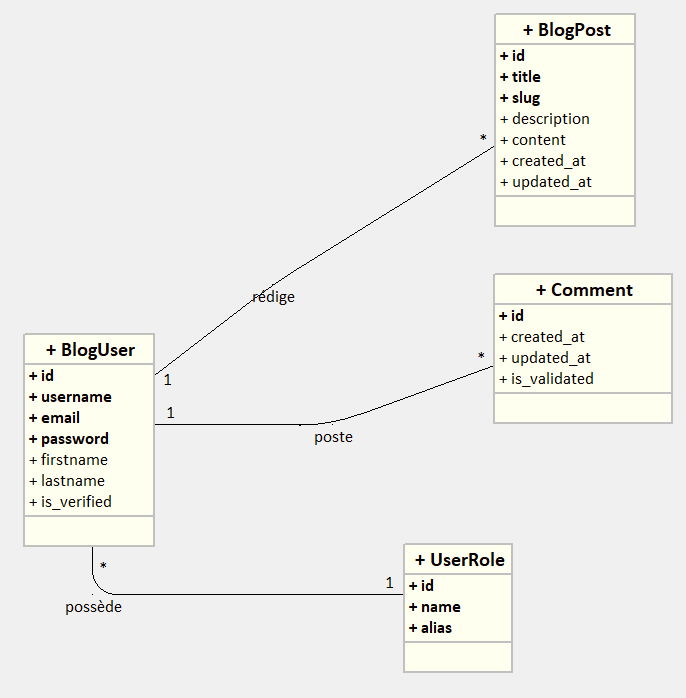 + BlogPost
+ id
+ title
+ slug
+ description
+ content
+ created_at
+ updated_at
*
rédige
1
+ Comment
+ id
+ created_at
+ updated_at
+ is_validated
*
poste
1
+ BlogUser
+ id
+ username
+ email
+ password
+ firstname
+ lastname
+ is_verified
*
possède
1
+ UserRole
+ id
+ name
+ alias